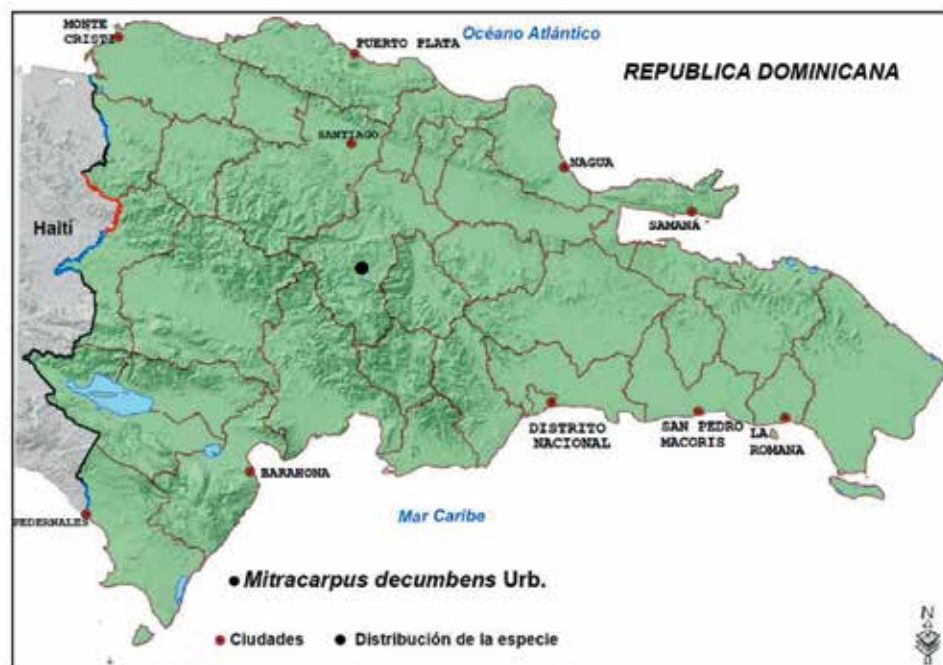 MONTE
CRISTI
PUERTO PLATA
Océano Atlántico
REPUBLICA DOMINICANA
SANTIAGO
NAGUA
SAMANÁ
Haití
DISTRITO
NACIONAL
SAN PEDRO
MACORIS
LA
ROMANA
BARAHONA
PEDERNALES
Mar Caribe
Mitracarpus decumbens Urb.
Ciudades
Distribución de la especie
N